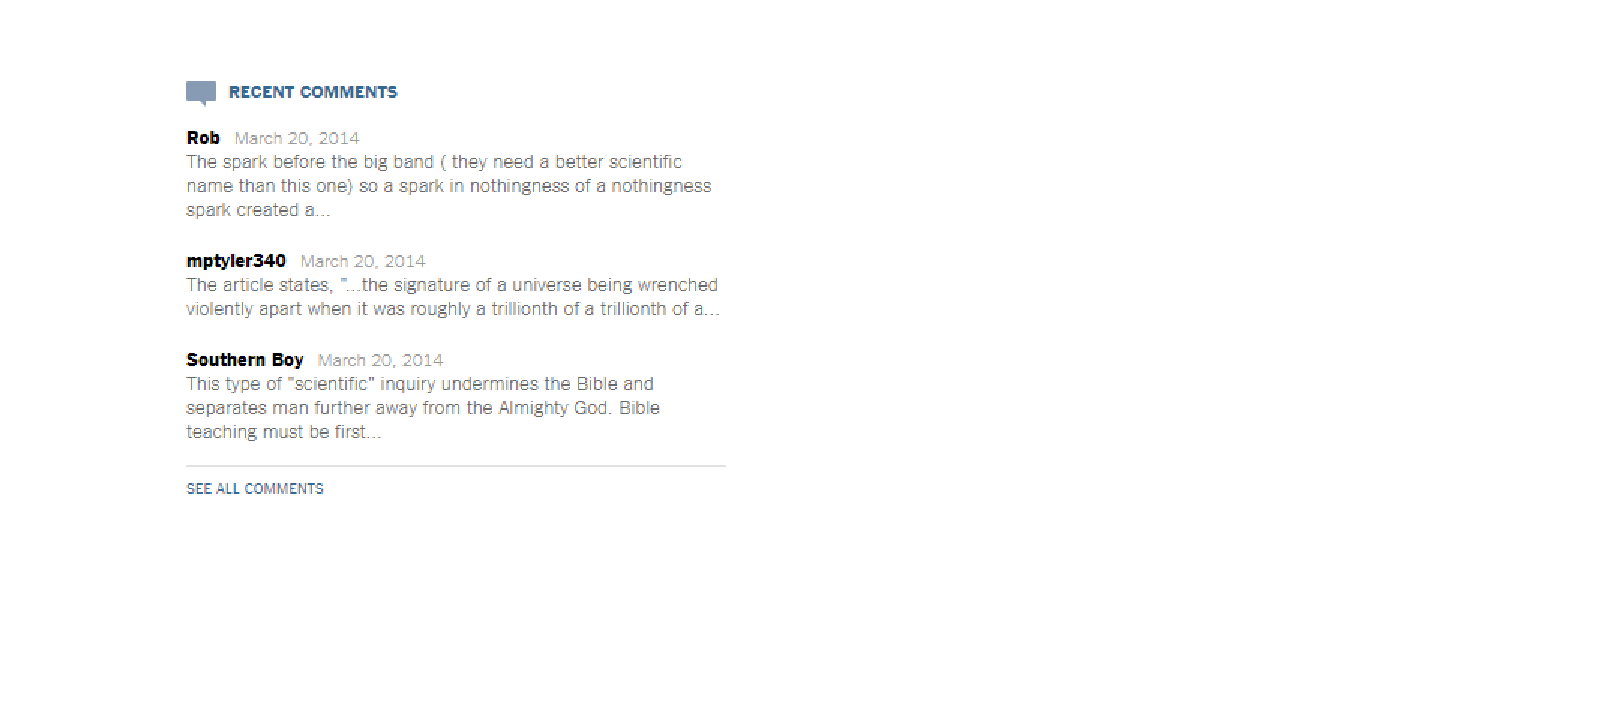 RECENT COMMENTS
Rob March 20, 2014
The spark before the big band ( they need a better scientific
name than this one) so a spark in nothingness of a nothingness
spark created a...
mptyler340 March 20, 2014
The article states, "...the signature of a universe being wrenched
violently apart when it was roughly a trillionth of a trillionth of a...
Southern Boy March 20, 2014
This type of "scientific" inquiry undermines the Bible and
separates man further away from the Almighty God. Bible
teaching must be first...
SEE ALL COMMENTS